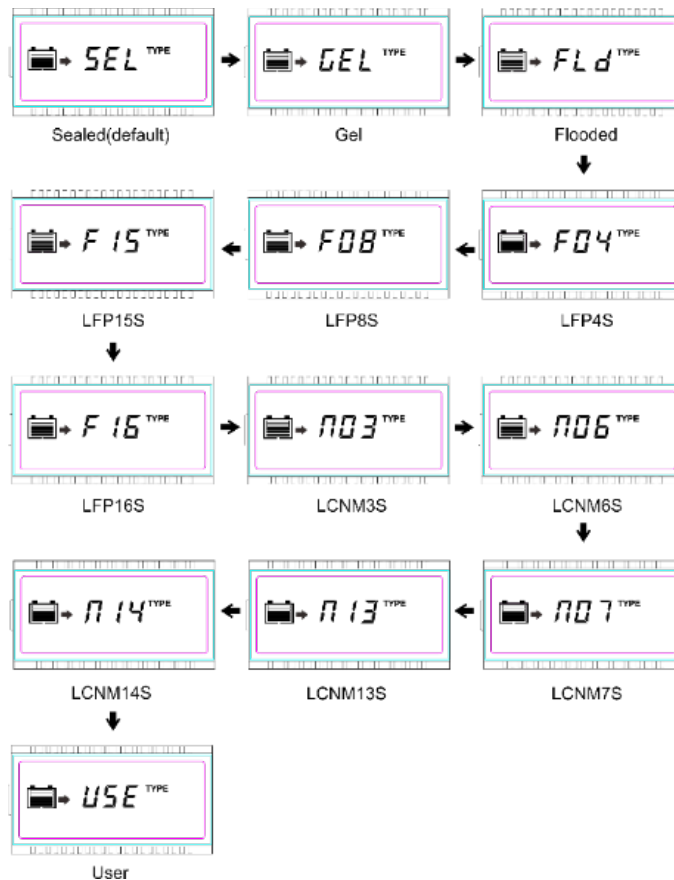 SEL TYPE
GEL TYPE
FLd TYPE
Sealed(default)
Gel
Flooded
F15 TYPE
F08 TYPE
F04 TYPE
LFP15S
LFP8S
LFP4S
F16 TYPE
N03 TYPE
N06 TYPE
LFP16S
LCNM3S
LCNM6S
N14 TYPE
N13 TYPE
N07 TYPE
LCNM14S
LCNM13S
LCNM7S
USE TYPE
User